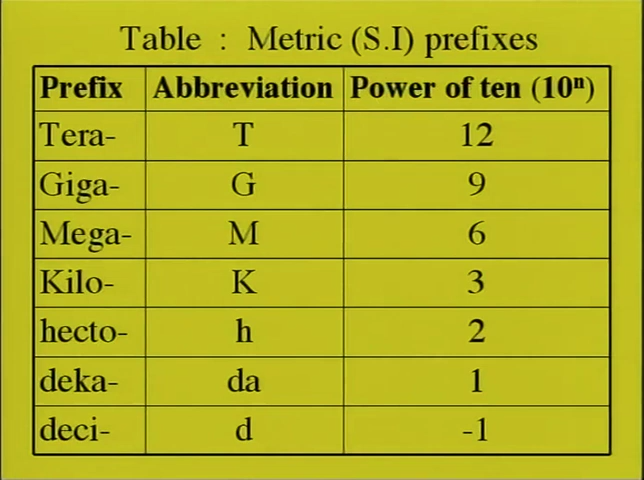 Table : Metric (S.I) prefixes
Prefix Abbreviation Power of ten (10ⁿ)
Tera- T 12
Giga- G 9
Mega- M 6
Kilo- K 3
hecto- h 2
deka- da 1
deci- d -1